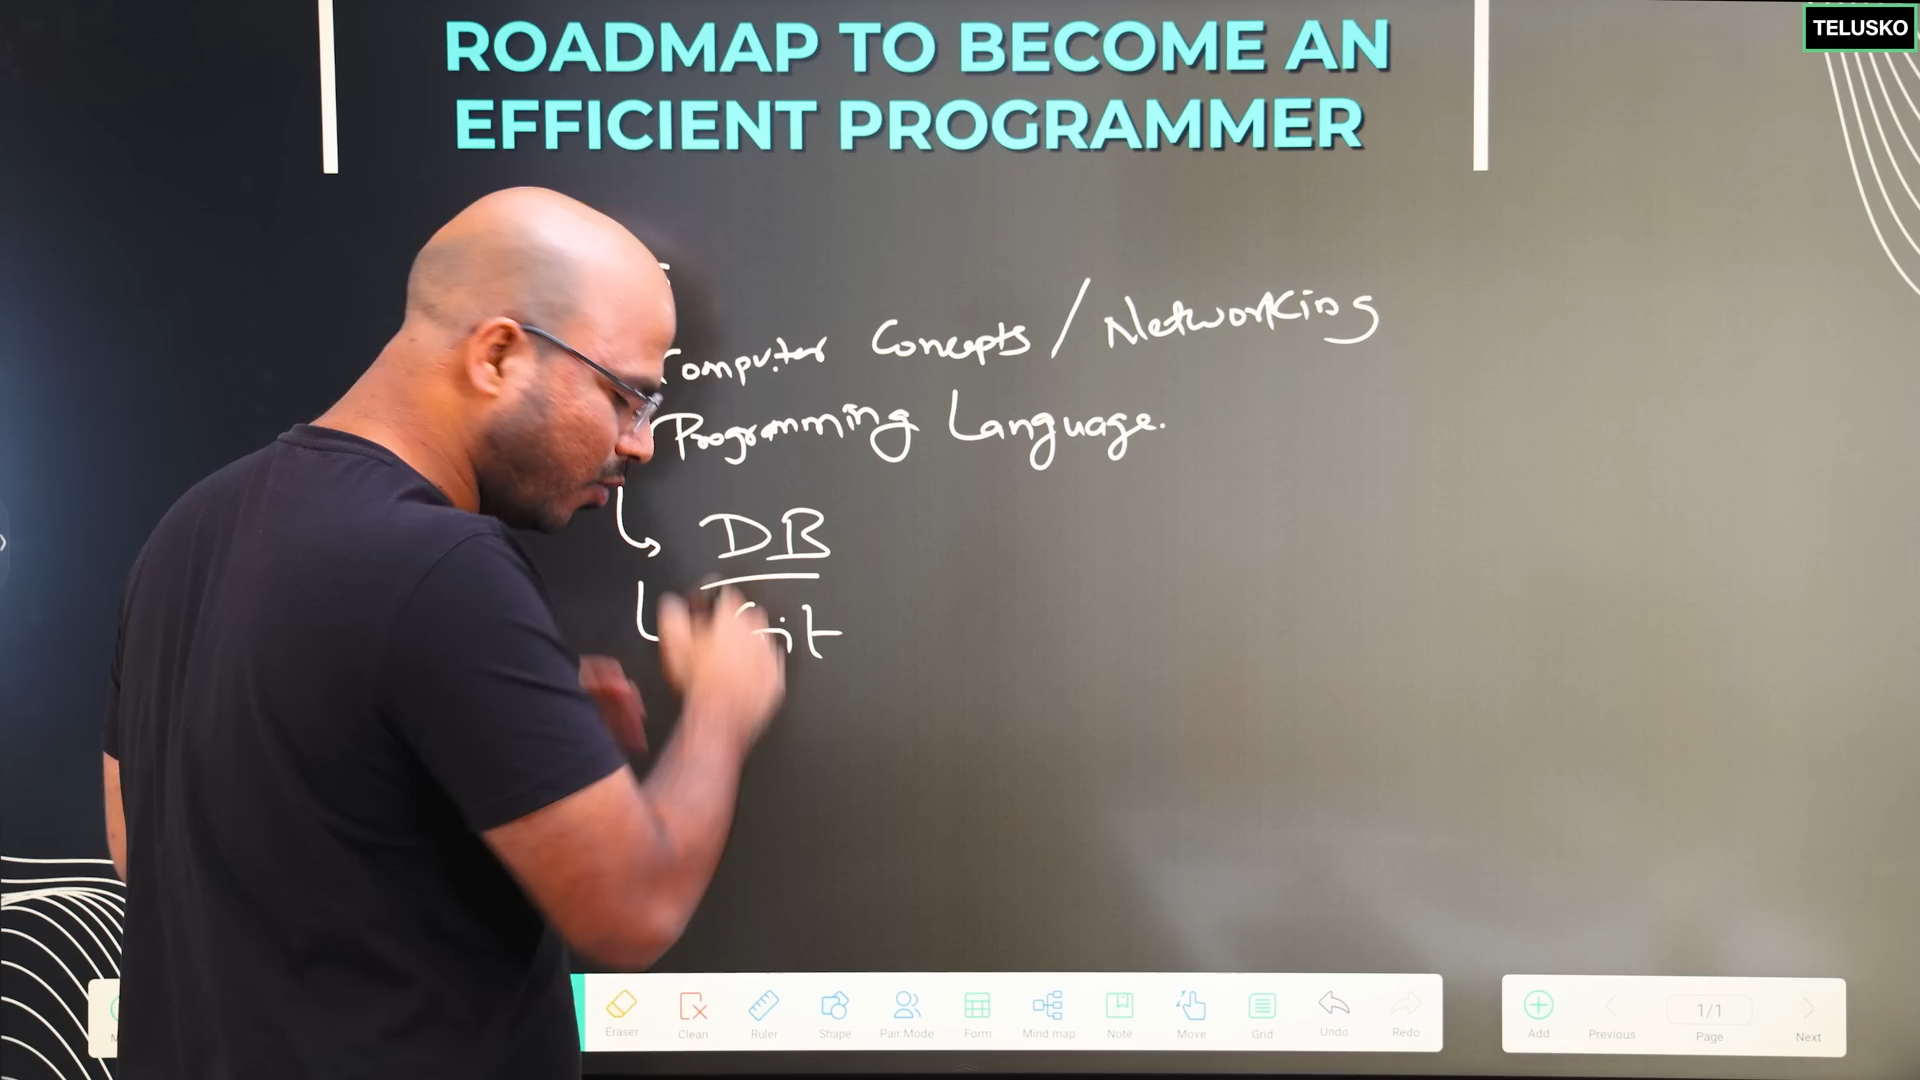 TELUSKO
ROADMAP TO BECOME AN
EFFICIENT PROGRAMMER
Computer Concepts / Networking
Programming Language.
DB
Git
Eraser
Clean
Ruler
Shape
Pair Mode
Form
Mind map
Note
Move
Grid
Undo
Redo
Add
Previous
1/1
Page
Next